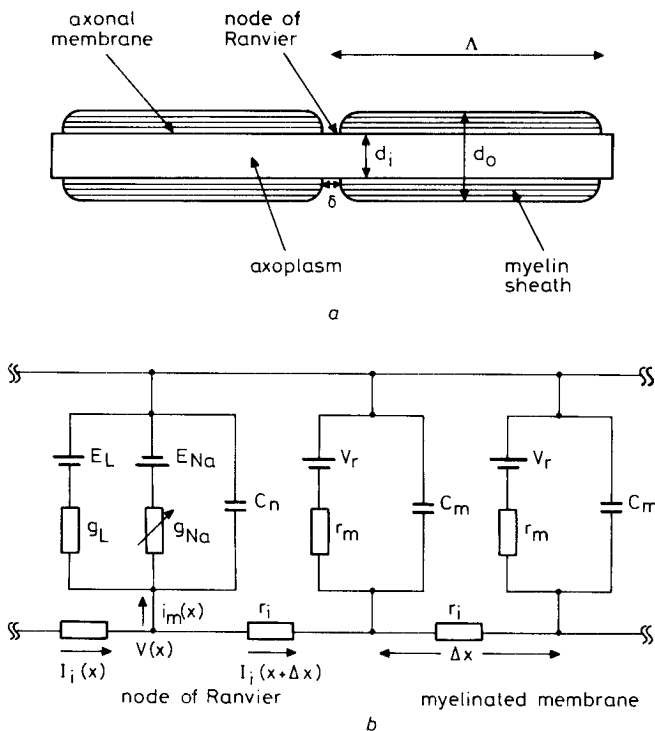 axonal
membrane
node of
Ranvier
Λ
d_i
d_o
δ
axoplasm
myelin
sheath
a
E_L
E_Na
C_n
g_L
g_Na
V_r
r_m
C_m
V_r
r_m
C_m
i_m(x)
r_i
r_i
V(x)
I_i(x)
I_i(x+Δx)
Δx
node of Ranvier
myelinated membrane
b